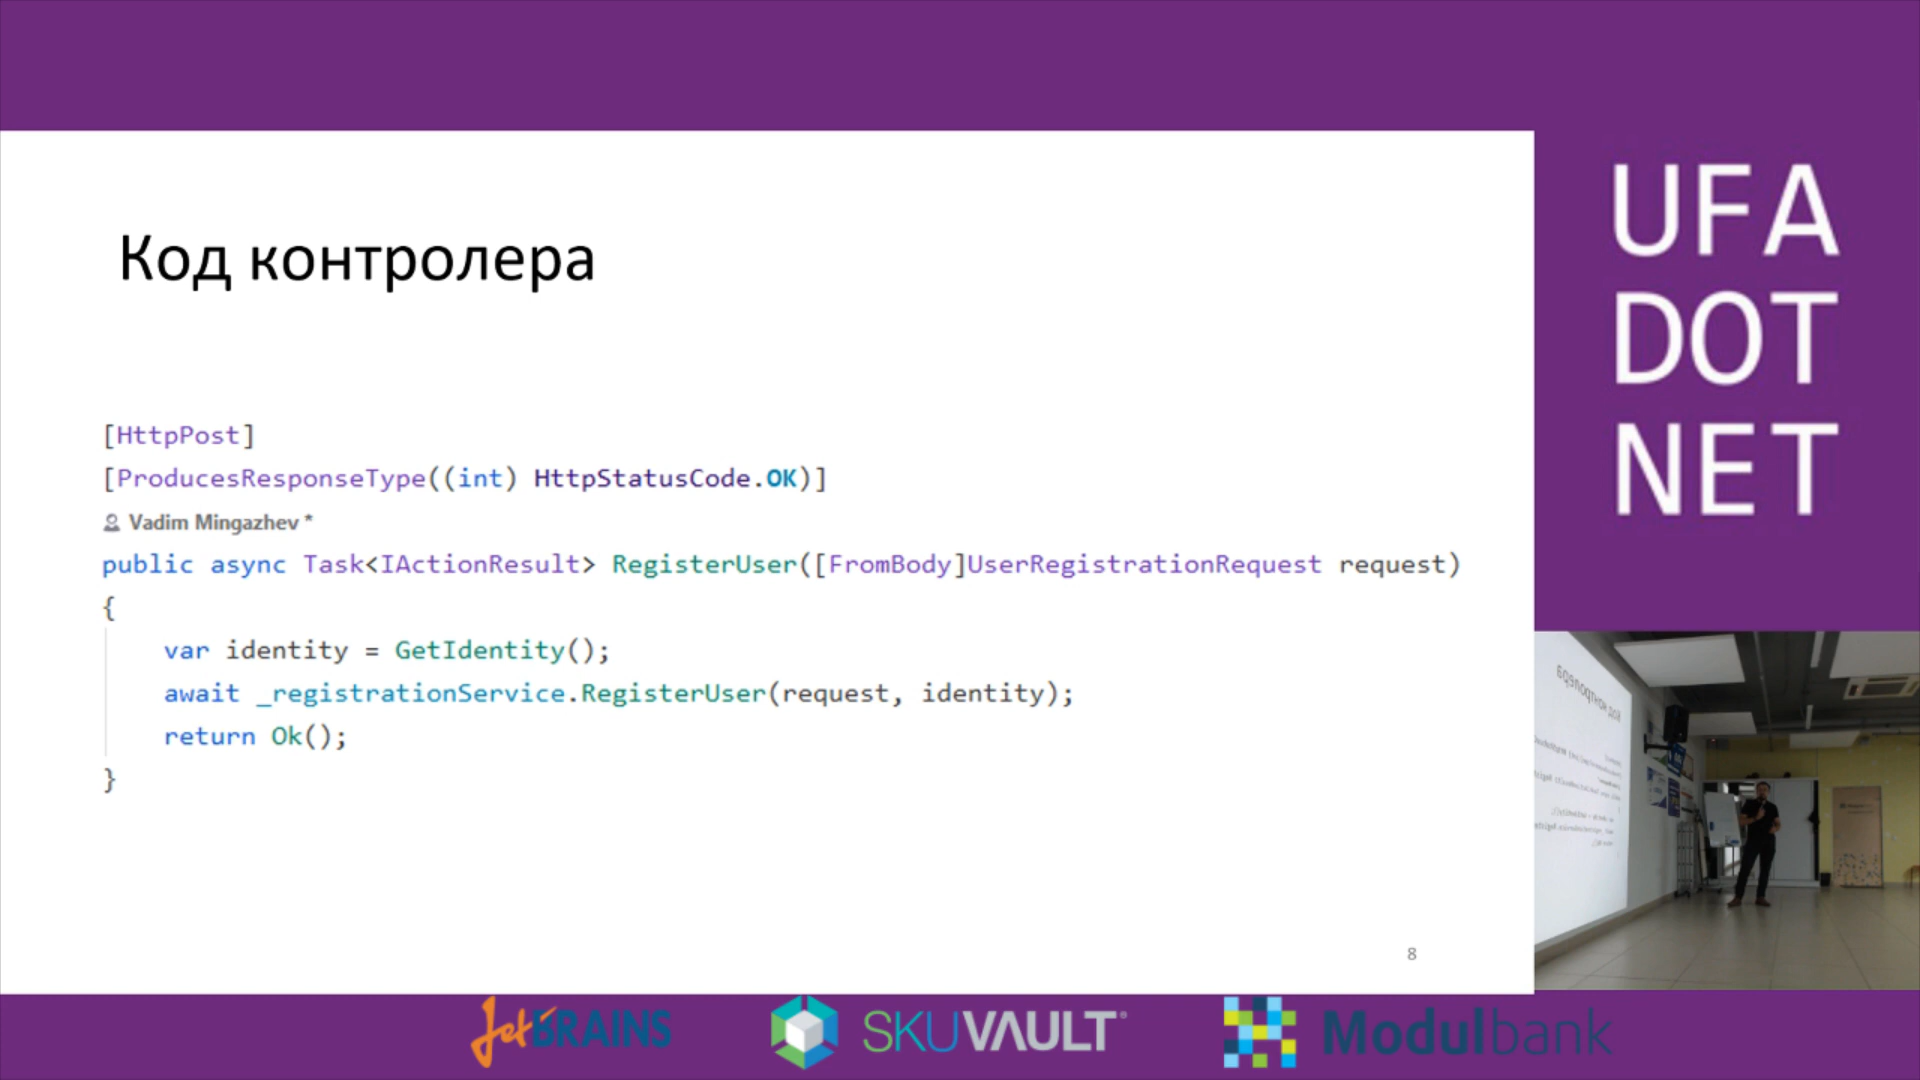 Код контролера
[HttpPost]
[ProducesResponseType((int) HttpStatusCode.OK)]
Vadim Mingazhev *
public async Task<IActionResult> RegisterUser([FromBody]UserRegistrationRequest request)
{
var identity = GetIdentity();
await _registrationService.RegisterUser(request, identity);
return Ok();
}
8
UFA
DOT
NET
JetBRAINS
SKUVAULT®
Modulbank